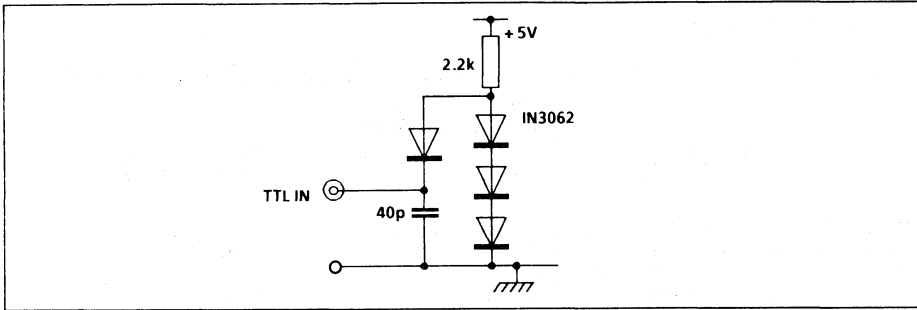 + 5V
2.2k
IN3062
TTL IN
40p